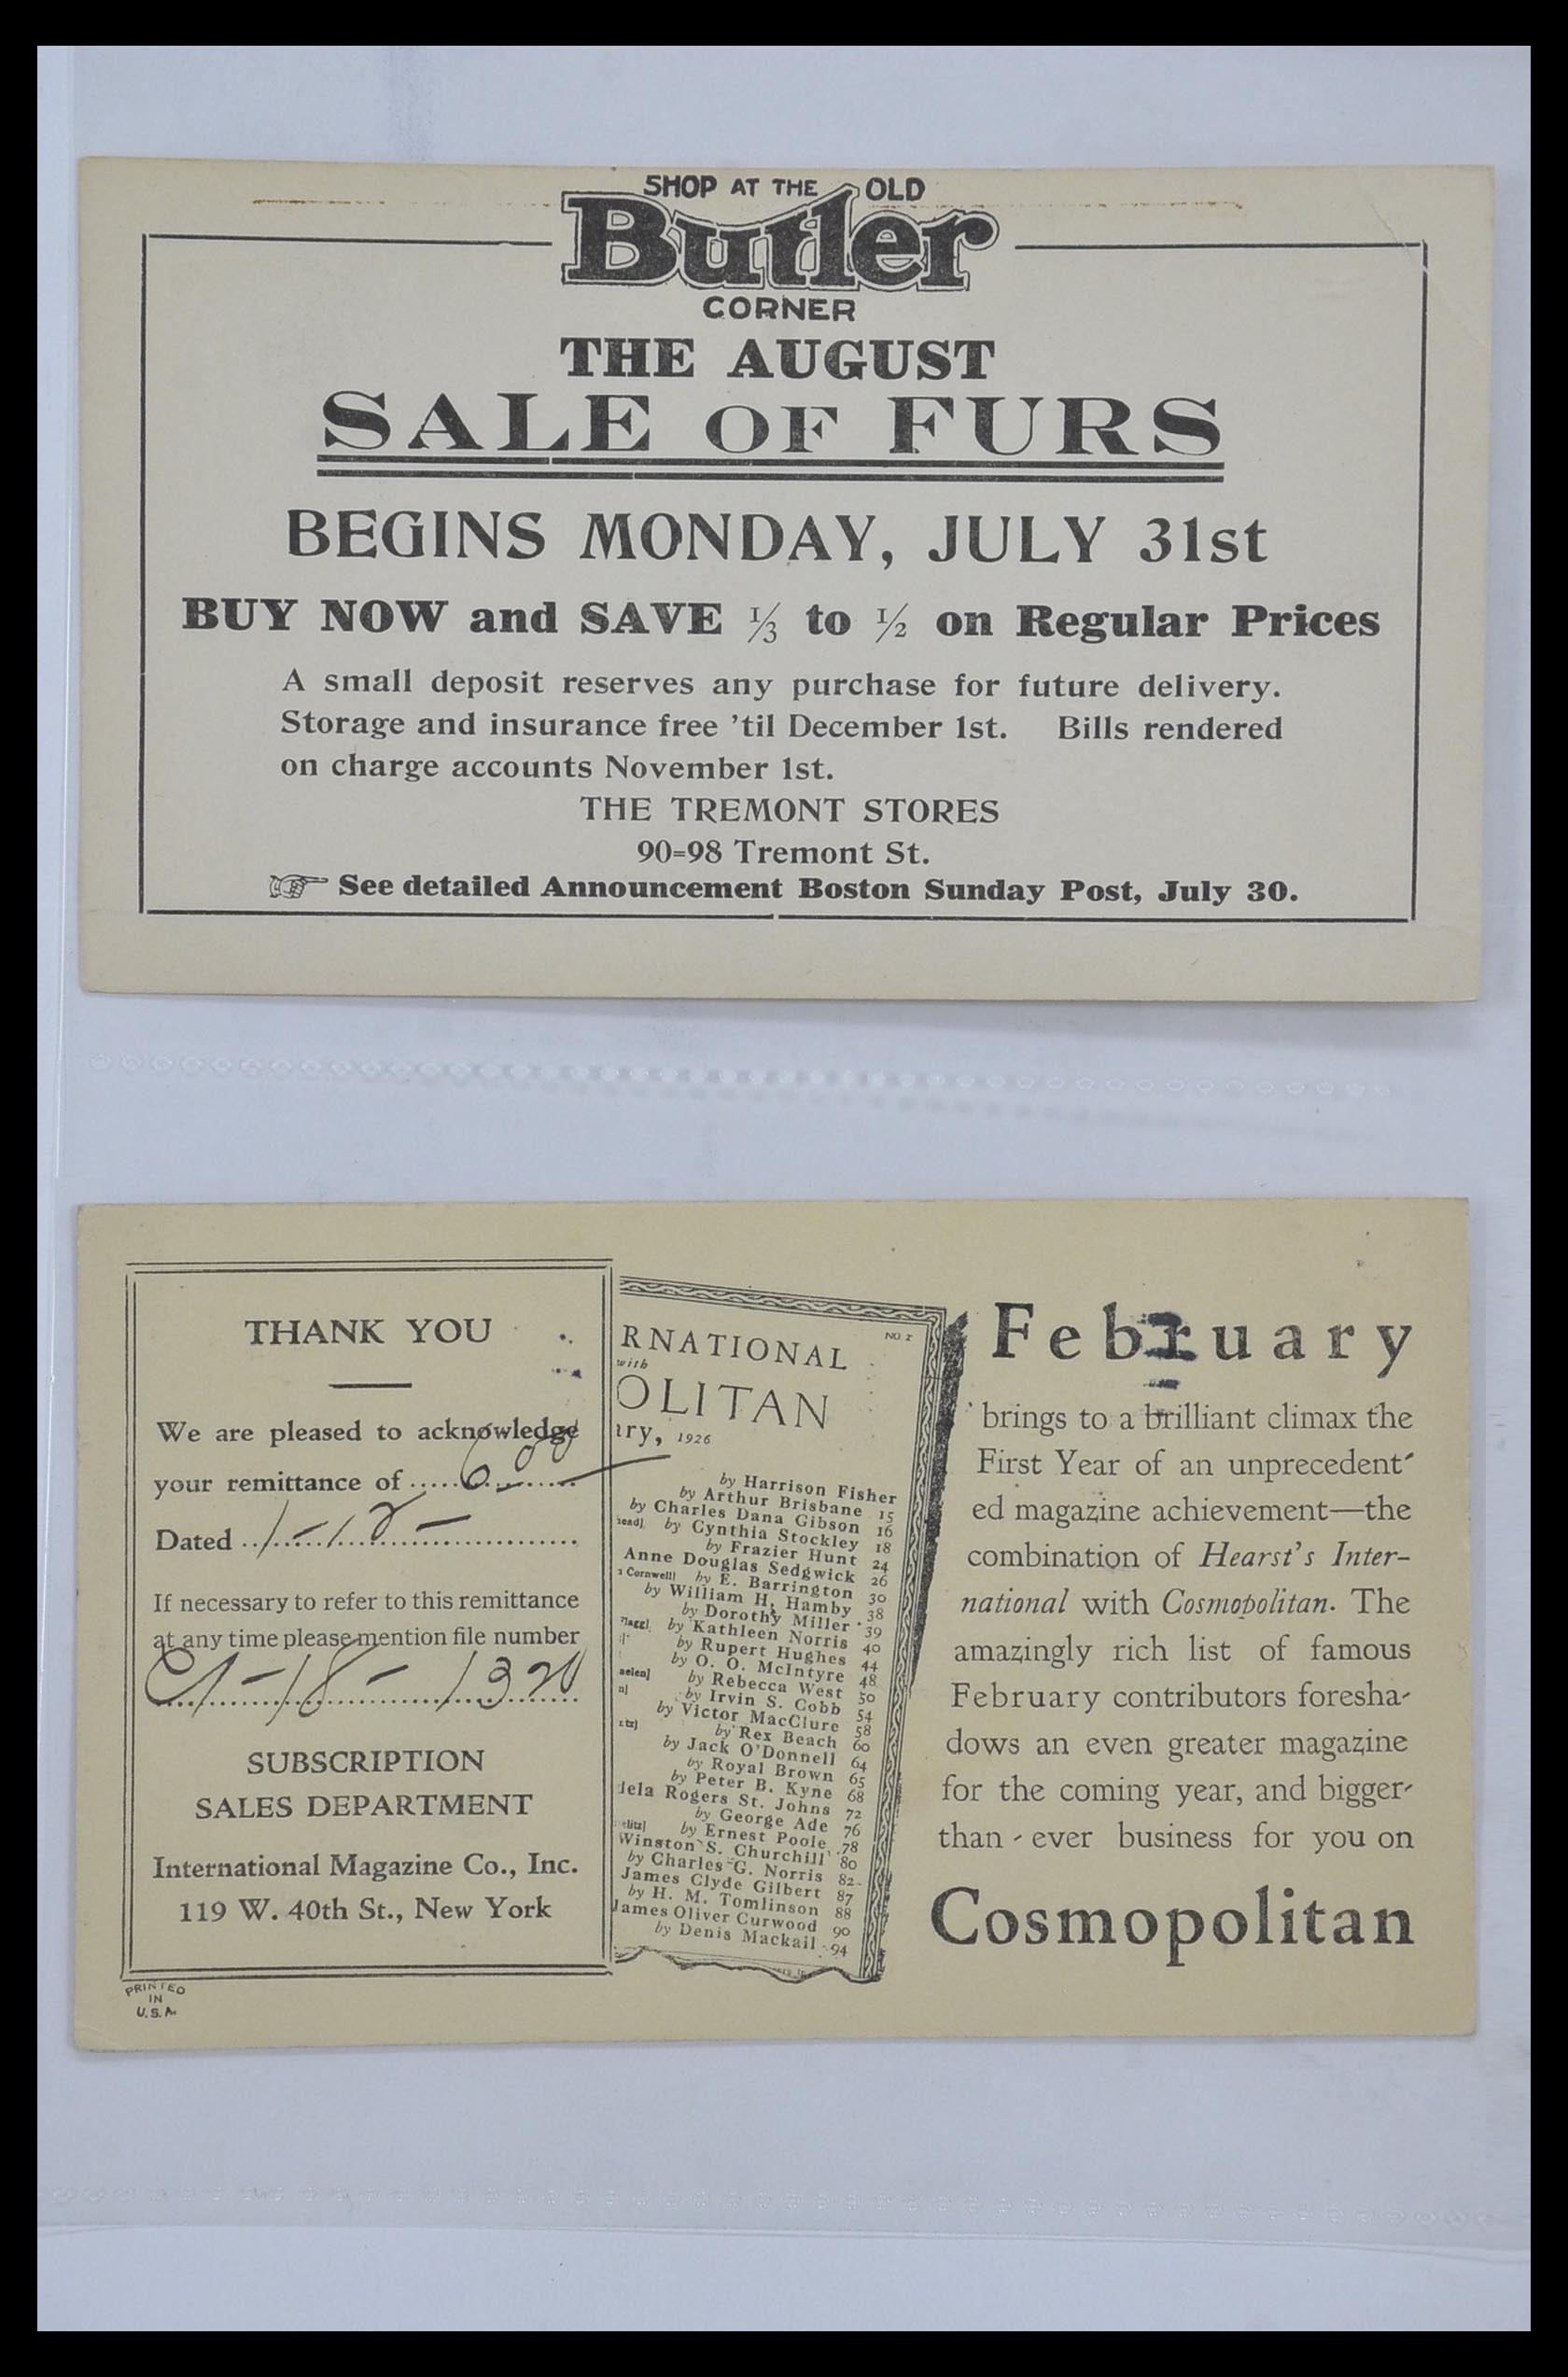 SHOP AT THE OLD
Butler
CORNER
THE AUGUST
SALE OF FURS
BEGINS MONDAY, JULY 31st
BUY NOW and SAVE ⅓ to ½ on Regular Prices
A small deposit reserves any purchase for future delivery.
Storage and insurance free 'til December 1st. Bills rendered
on charge accounts November 1st.
THE TREMONT STORES
90=98 Tremont St.
☞ See detailed Announcement Boston Sunday Post, July 30.
THANK YOU
We are pleased to acknowledge
your remittance of
Dated
If necessary to refer to this remittance
at any time please mention file number
SUBSCRIPTION
SALES DEPARTMENT
International Magazine Co., Inc.
119 W. 40th St., New York
PRINTED
IN
U.S.A.
NO. 2
RNATIONAL
with
OLITAN
ary, 1926
by Harrison Fisher
by Arthur Brisbane 15
by Charles Dana Gibson 16
by Cynthia Stockley 18
by Frazier Hunt 24
Anne Douglas Sedgwick 26
Cornwell] by E. Barrington 30
by William H. Hamby 38
by Dorothy Miller 39
by Kathleen Norris 40
by Rupert Hughes 44
by O. O. McIntyre 48
by Rebecca West 50
by Irvin S. Cobb 54
by Victor MacClure 58
by Rex Beach 60
by Jack O'Donnell 64
by Royal Brown 65
by Peter B. Kyne 68
dela Rogers St. Johns 72
by George Ade 76
by Ernest Poole 78
Winston S. Churchill 80
by Charles G. Norris 82
James Clyde Gilbert 87
by H. M. Tomlinson 88
James Oliver Curwood 90
by Denis Mackail 94
February
brings to a brilliant climax the
First Year of an unprecedent-
ed magazine achievement—the
combination of Hearst's Inter-
national with Cosmopolitan. The
amazingly rich list of famous
February contributors foresha-
dows an even greater magazine
for the coming year, and bigger-
than-ever business for you on
Cosmopolitan